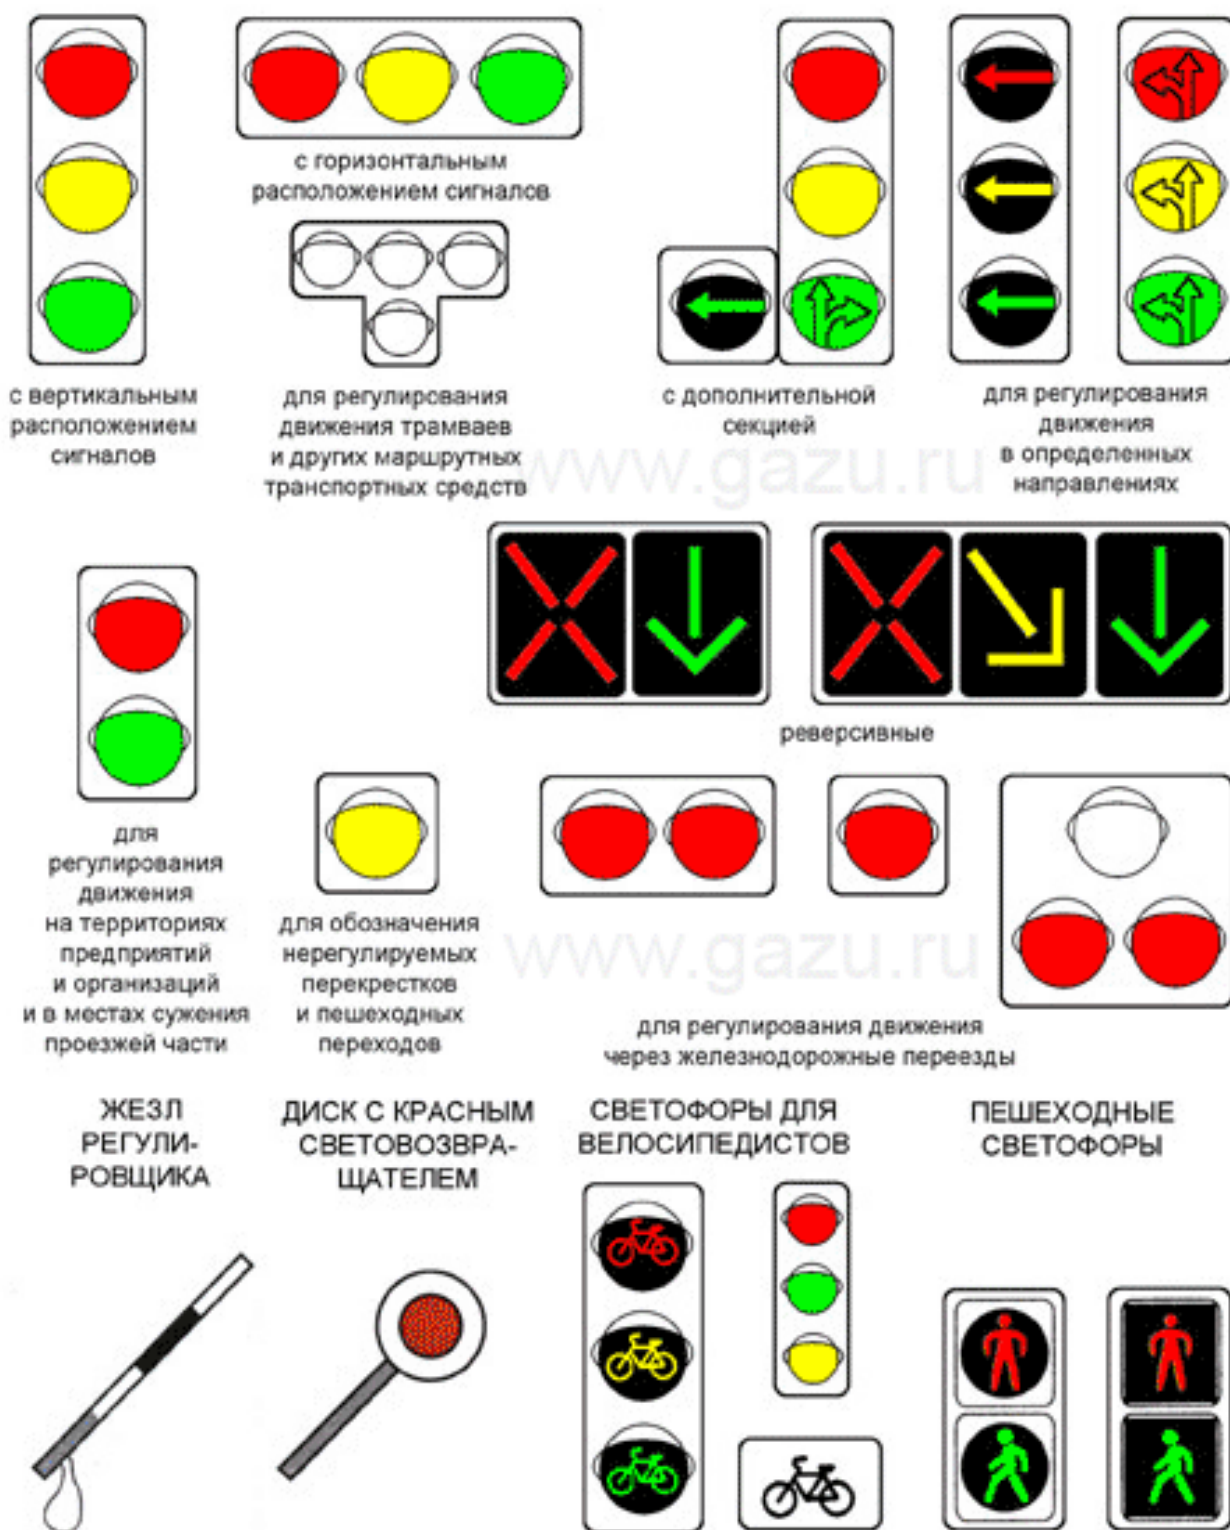 с горизонтальным
расположением сигналов
с вертикальным
расположением
сигналов
для регулирования
движения трамваев
и других маршрутных
транспортных средств
с дополнительной
секцией
для регулирования
движения
в определенных
направлениях
www.gazu.ru
реверсивные
для
регулирования
движения
на территориях
предприятий
и организаций
и в местах сужения
проезжей части
для обозначения
нерегулируемых
перекрестков
и пешеходных
переходов
www.gazu.ru
для регулирования движения
через железнодорожные переезды
ЖЕЗЛ
РЕГУЛИ-
РОВЩИКА
ДИСК С КРАСНЫМ
СВЕТОВОЗВРА-
ЩАТЕЛЕМ
СВЕТОФОРЫ ДЛЯ
ВЕЛОСИПЕДИСТОВ
ПЕШЕХОДНЫЕ
СВЕТОФОРЫ